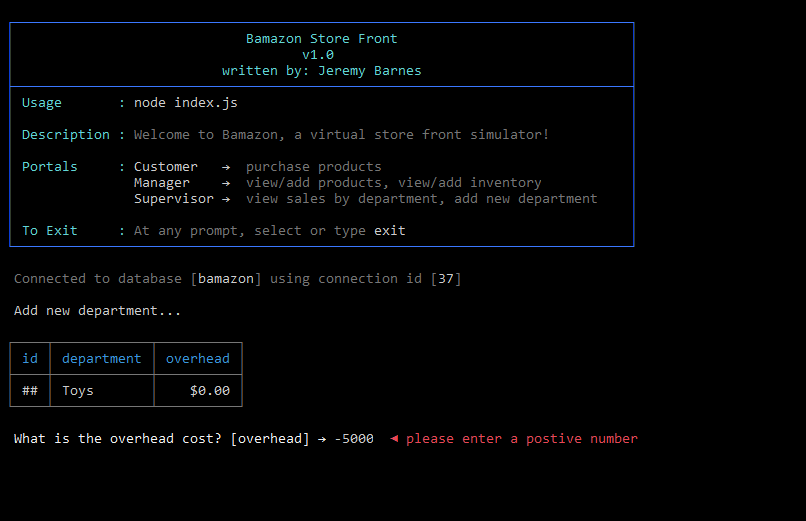 Bamazon Store Front
v1.0
written by: Jeremy Barnes
Usage : node index.js
Description : Welcome to Bamazon, a virtual store front simulator!
Portals : Customer → purchase products
Manager → view/add products, view/add inventory
Supervisor → view sales by department, add new department
To Exit : At any prompt, select or type exit
Connected to database [bamazon] using connection id [37]
Add new department...
id department overhead
## Toys $0.00
What is the overhead cost? [overhead] → -5000 ◄ please enter a postive number